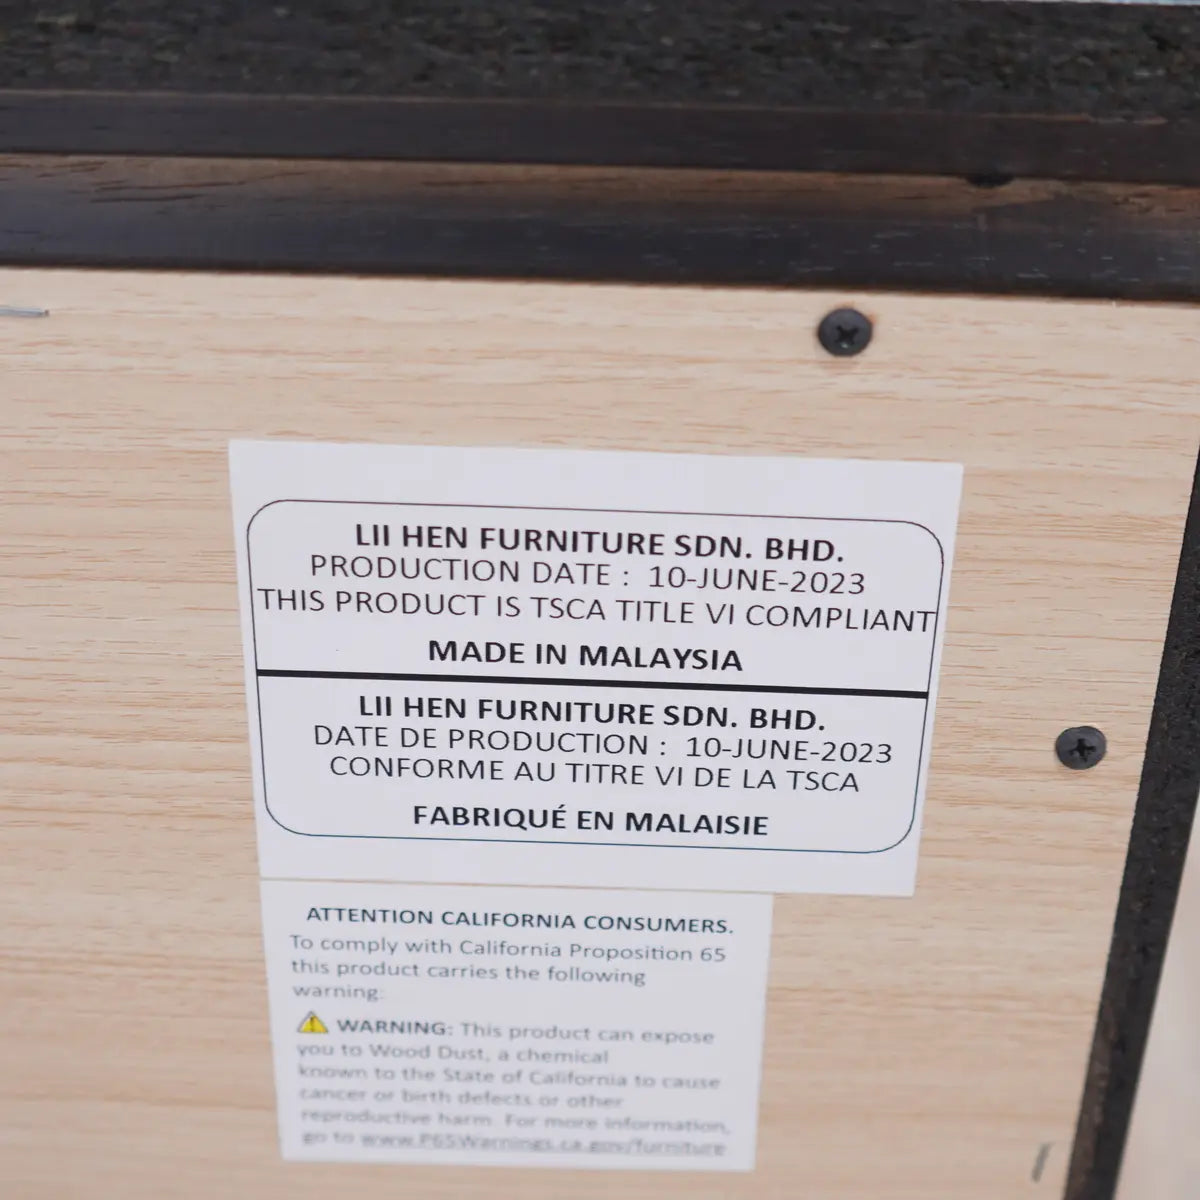 LII HEN FURNITURE SDN. BHD.
PRODUCTION DATE : 10-JUNE-2023
THIS PRODUCT IS TSCA TITLE VI COMPLIANT
MADE IN MALAYSIA
LII HEN FURNITURE SDN. BHD.
DATE DE PRODUCTION : 10-JUNE-2023
CONFORME AU TITRE VI DE LA TSCA
FABRIQUÉ EN MALAISIE
ATTENTION CALIFORNIA CONSUMERS.
To comply with California Proposition 65
this product carries the following
warning:
WARNING: This product can expose
you to Wood Dust, a chemical
known to the State of California to cause
cancer or birth defects or other
reproductive harm. For more information,
go to www.P65Warnings.ca.gov/furniture